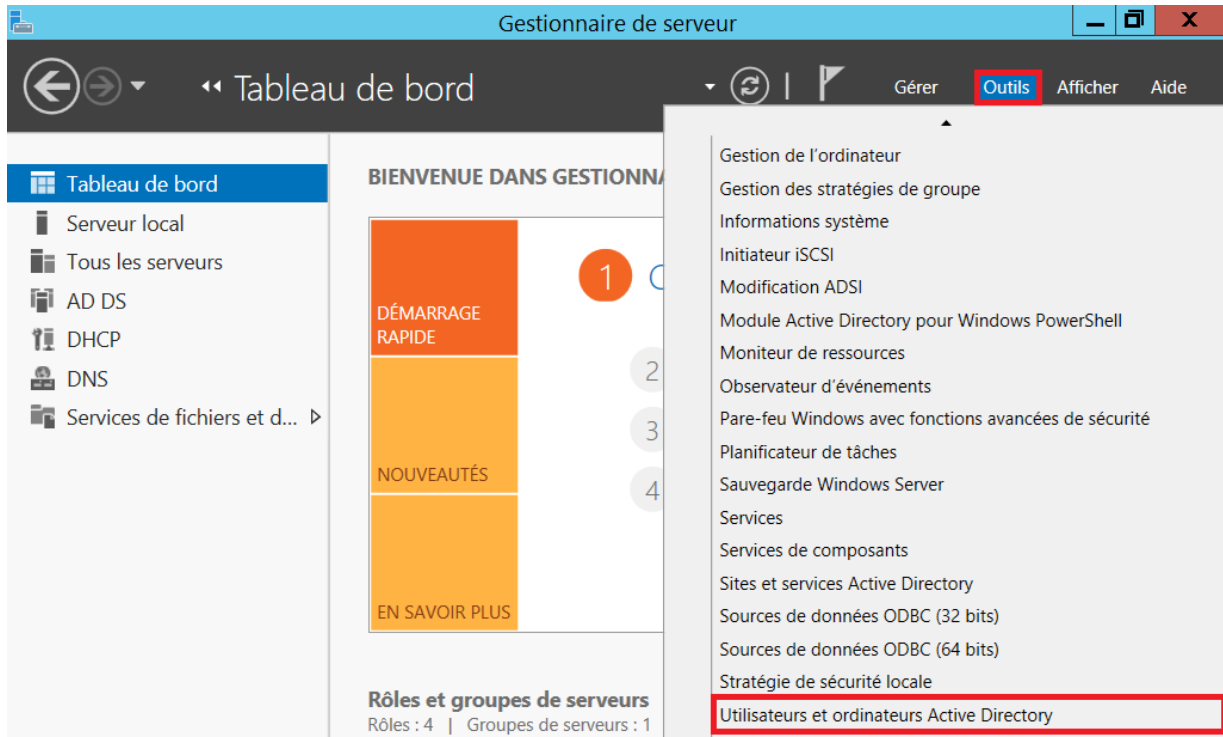 Gestionnaire de serveur
Tableau de bord
Gérer Outils Afficher Aide
Tableau de bord
Serveur local
Tous les serveurs
AD DS
DHCP
DNS
Services de fichiers et d...
BIENVENUE DANS GESTIONNA
DÉMARRAGE
RAPIDE
NOUVEAUTÉS
EN SAVOIR PLUS
1
2
3
4
Rôles et groupes de serveurs
Rôles : 4 | Groupes de serveurs : 1
Gestion de l'ordinateur
Gestion des stratégies de groupe
Informations système
Initiateur iSCSI
Modification ADSI
Module Active Directory pour Windows PowerShell
Moniteur de ressources
Observateur d'événements
Pare-feu Windows avec fonctions avancées de sécurité
Planificateur de tâches
Sauvegarde Windows Server
Services
Services de composants
Sites et services Active Directory
Sources de données ODBC (32 bits)
Sources de données ODBC (64 bits)
Stratégie de sécurité locale
Utilisateurs et ordinateurs Active Directory